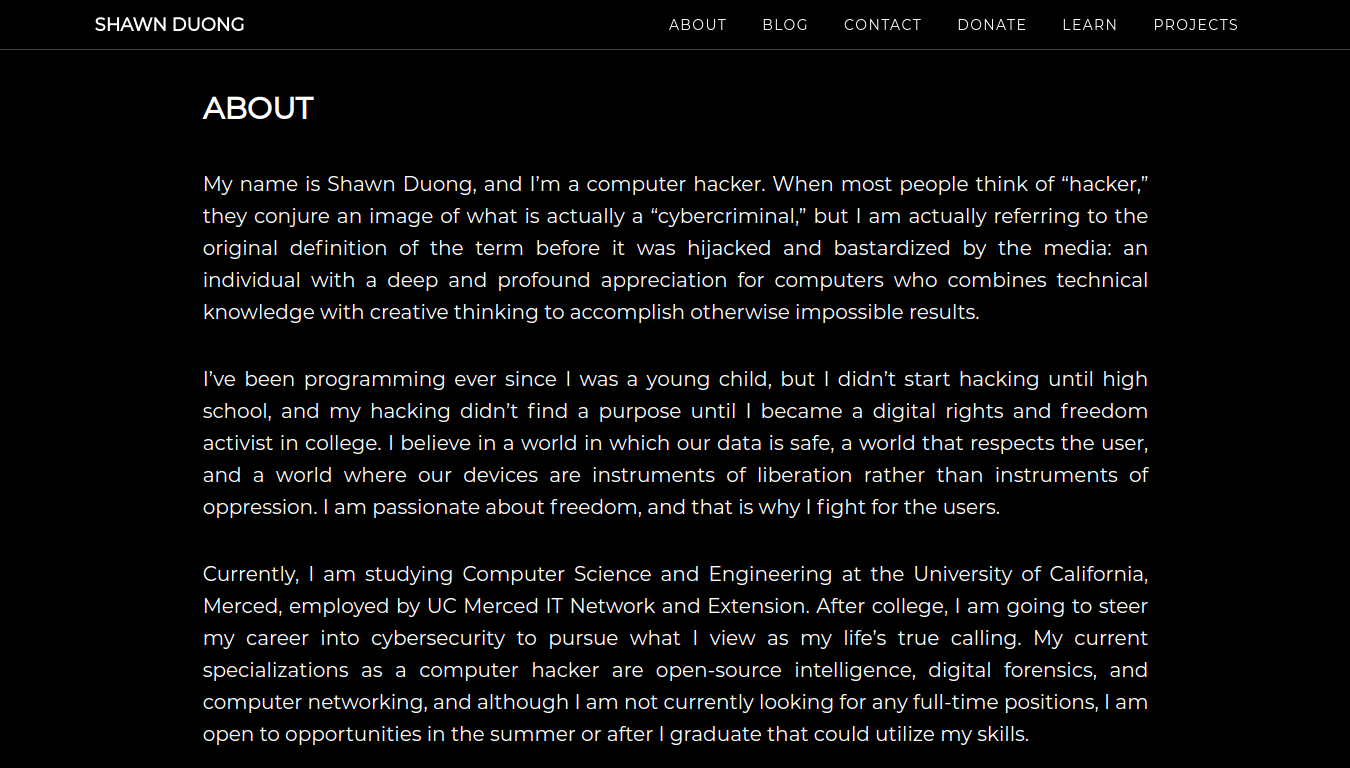 SHAWN DUONG
ABOUT BLOG CONTACT DONATE LEARN PROJECTS
ABOUT
My name is Shawn Duong, and I’m a computer hacker. When most people think of “hacker,”
they conjure an image of what is actually a “cybercriminal,” but I am actually referring to the
original definition of the term before it was hijacked and bastardized by the media: an
individual with a deep and profound appreciation for computers who combines technical
knowledge with creative thinking to accomplish otherwise impossible results.
I’ve been programming ever since I was a young child, but I didn’t start hacking until high
school, and my hacking didn’t find a purpose until I became a digital rights and freedom
activist in college. I believe in a world in which our data is safe, a world that respects the user,
and a world where our devices are instruments of liberation rather than instruments of
oppression. I am passionate about freedom, and that is why I fight for the users.
Currently, I am studying Computer Science and Engineering at the University of California,
Merced, employed by UC Merced IT Network and Extension. After college, I am going to steer
my career into cybersecurity to pursue what I view as my life’s true calling. My current
specializations as a computer hacker are open-source intelligence, digital forensics, and
computer networking, and although I am not currently looking for any full-time positions, I am
open to opportunities in the summer or after I graduate that could utilize my skills.